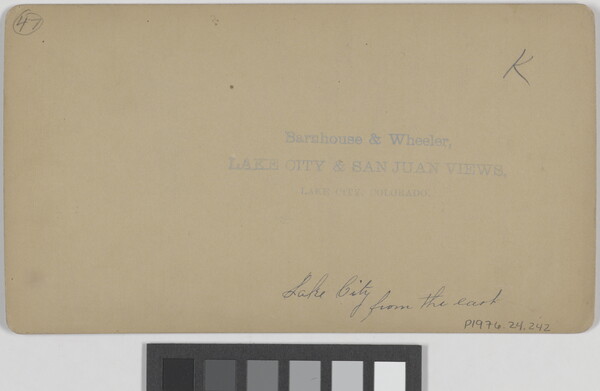 47
K
Barnhouse & Wheeler,
LAKE CITY & SAN JUAN VIEWS,
LAKE CITY, COLORADO.
Lake City from the east
P1976.24.242